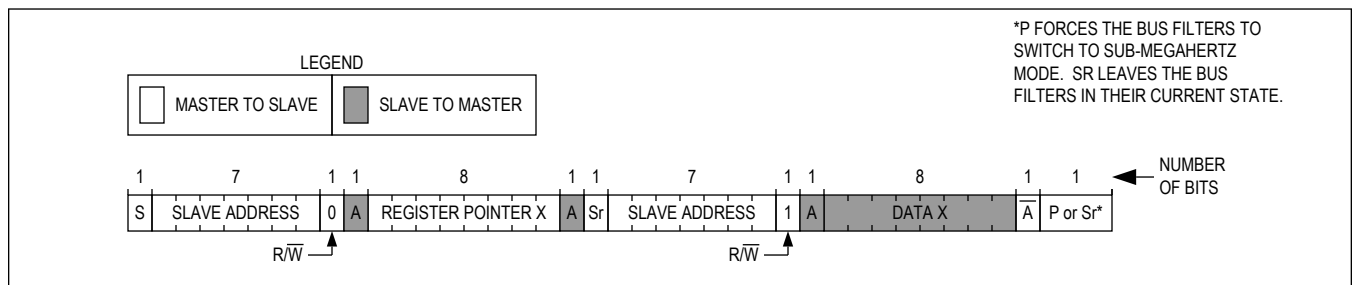 *P FORCES THE BUS FILTERS TO
SWITCH TO SUB-MEGAHERTZ
MODE. SR LEAVES THE BUS
FILTERS IN THEIR CURRENT STATE.
LEGEND
MASTER TO SLAVE SLAVE TO MASTER
1 7 1 1 8 1 1 7 1 1 8 1 1 NUMBER
OF BITS
S SLAVE ADDRESS 0 A REGISTER POINTER X A Sr SLAVE ADDRESS 1 A DATA X A̅ P or Sr*
R/W̅ R/W̅